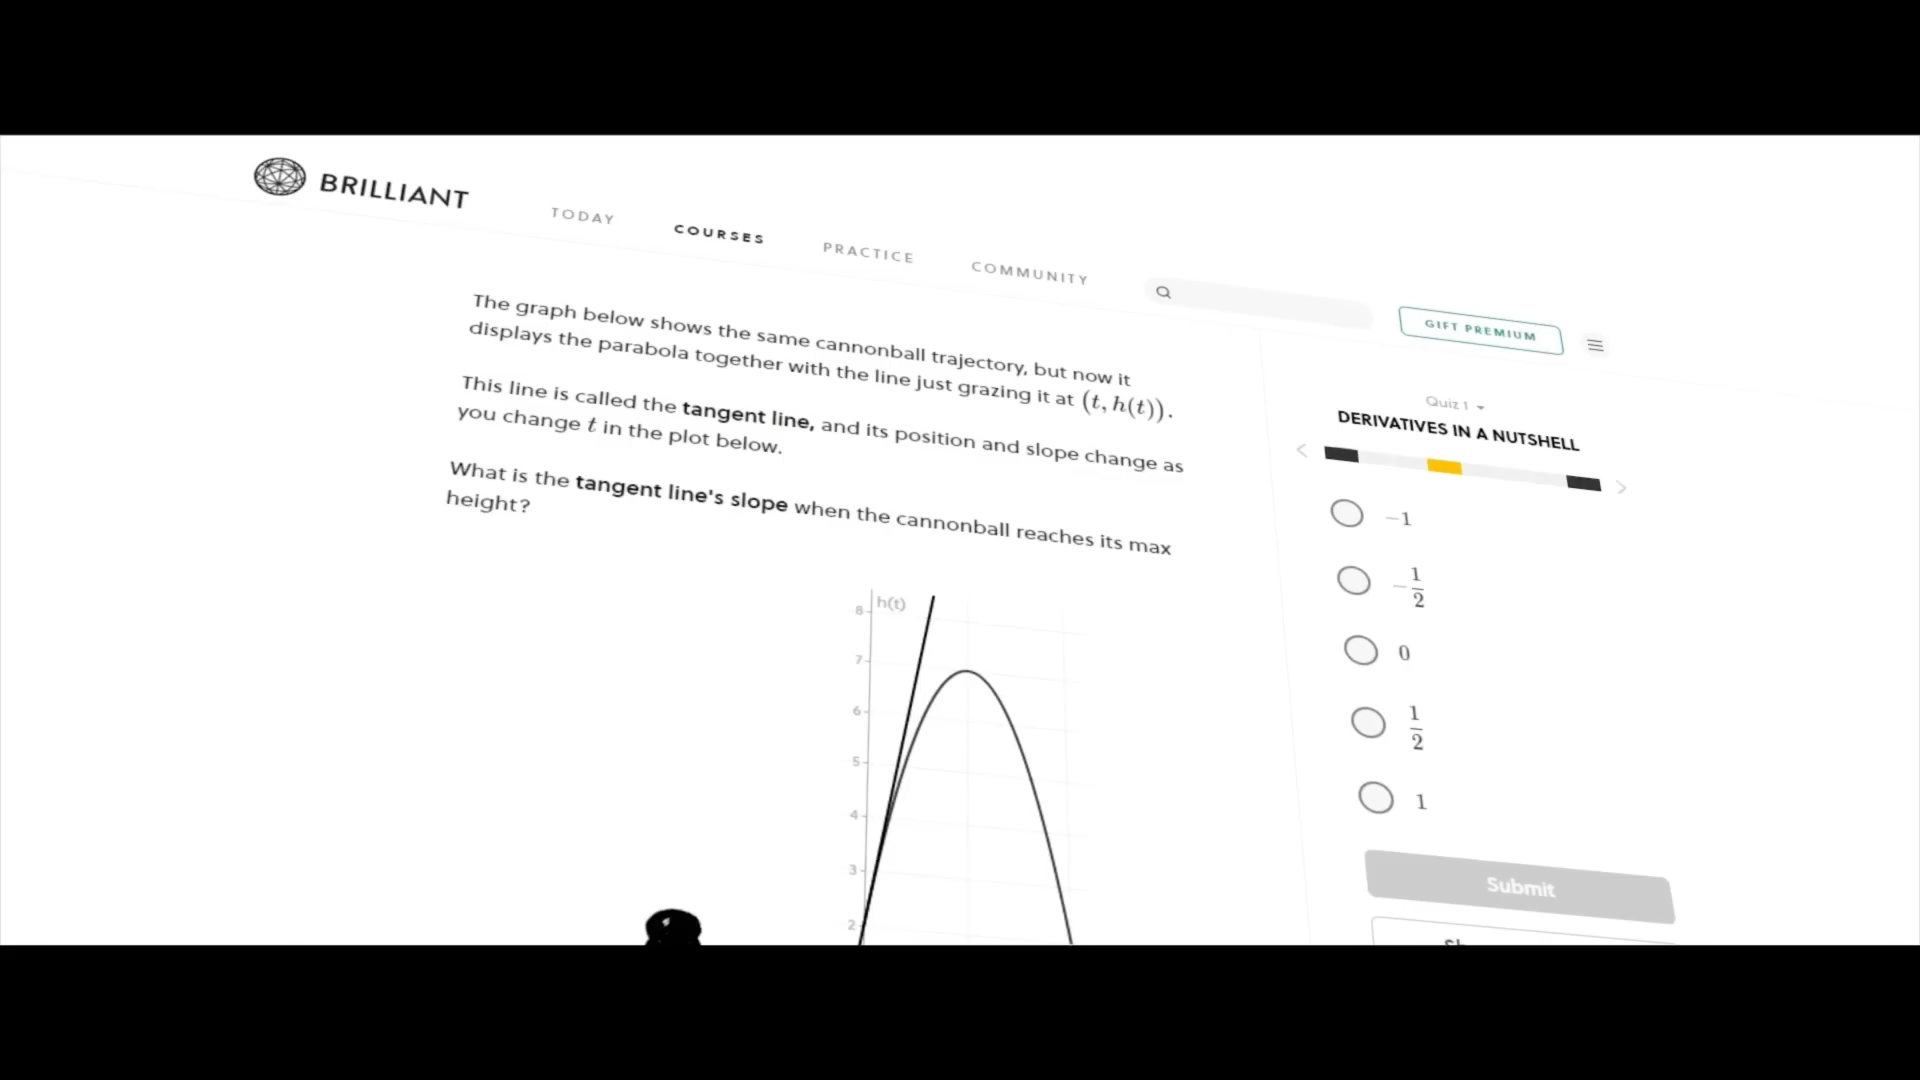 BRILLIANT
TODAY
COURSES
PRACTICE
COMMUNITY
GIFT PREMIUM
The graph below shows the same cannonball trajectory, but now it
displays the parabola together with the line just grazing it at (t, h(t)).
This line is called the tangent line, and its position and slope change as
you change t in the plot below.
What is the tangent line's slope when the cannonball reaches its max
height?
h(t)
8
7
6
5
4
3
2
Quiz 1
DERIVATIVES IN A NUTSHELL
−1
−1/2
0
1/2
1
Submit